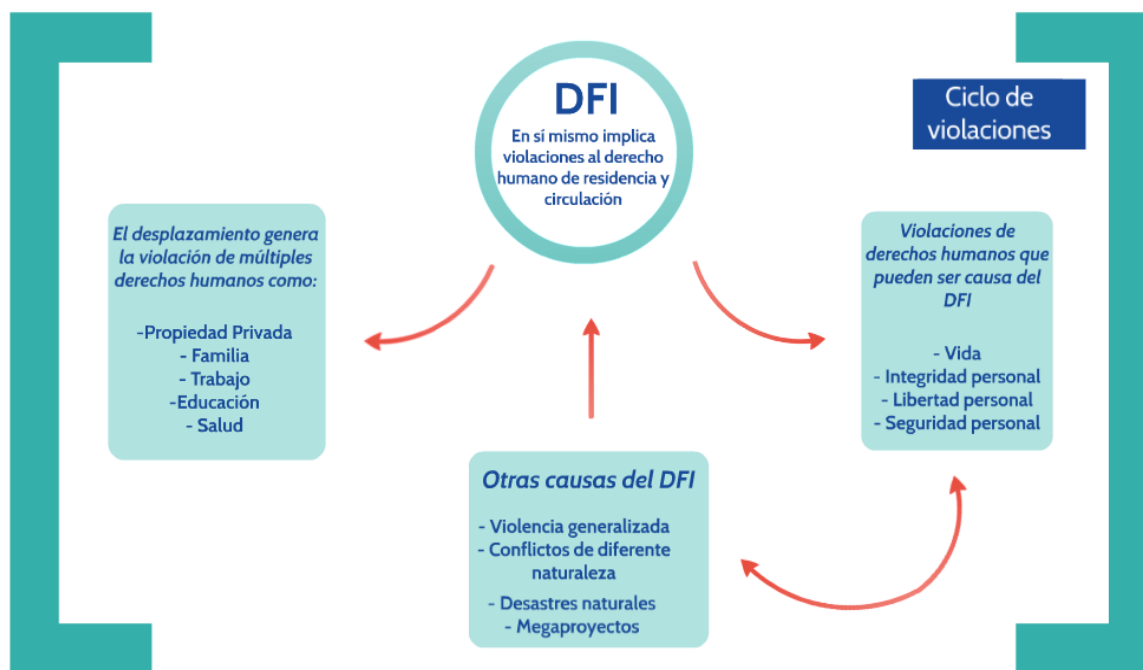 DFI
En sí mismo implica
violaciones al derecho
humano de residencia y
circulación
Ciclo de
violaciones
El desplazamiento genera
la violación de múltiples
derechos humanos como:
-Propiedad Privada
- Familia
- Trabajo
-Educación
- Salud
Violaciones de
derechos humanos que
pueden ser causa del
DFI
- Vida
- Integridad personal
- Libertad personal
- Seguridad personal
Otras causas del DFI
- Violencia generalizada
- Conflictos de diferente
naturaleza
- Desastres naturales
- Megaproyectos